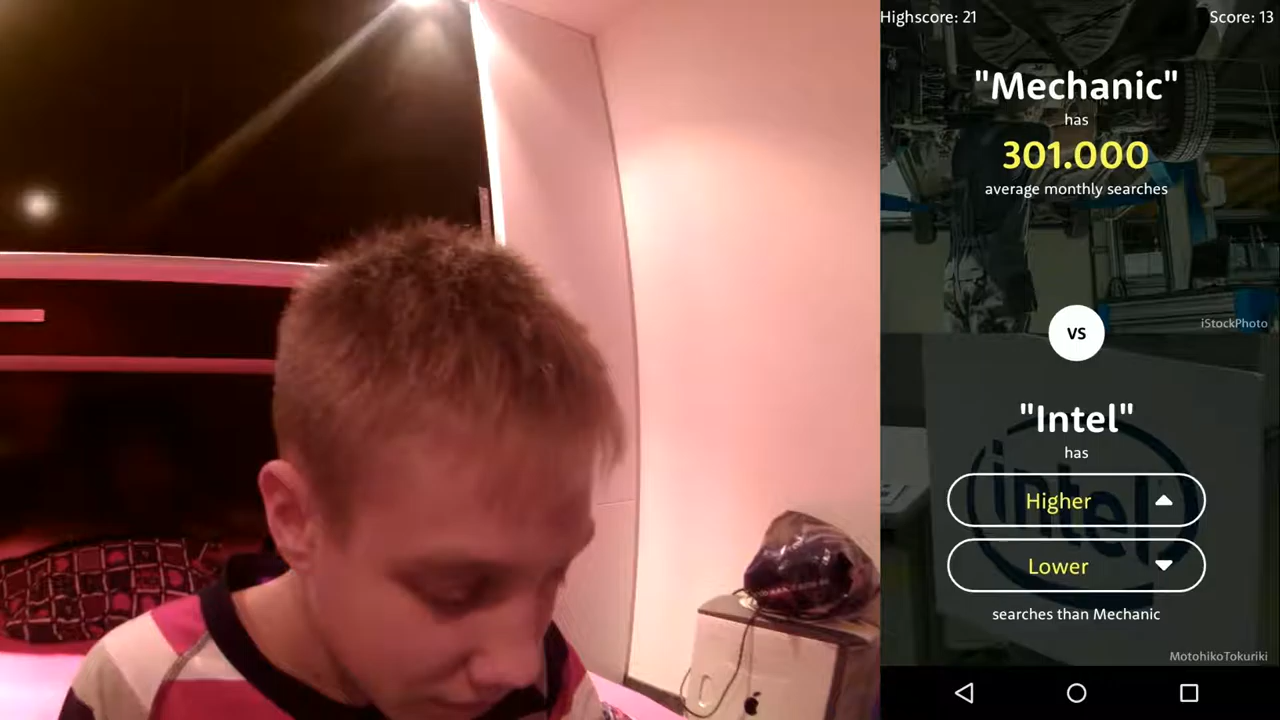 Highscore: 21
Score: 13
"Mechanic"
has
301.000
average monthly searches
iStockPhoto
vs
"Intel"
has
intel
Higher
Lower
searches than Mechanic
MotohikoTokuriki